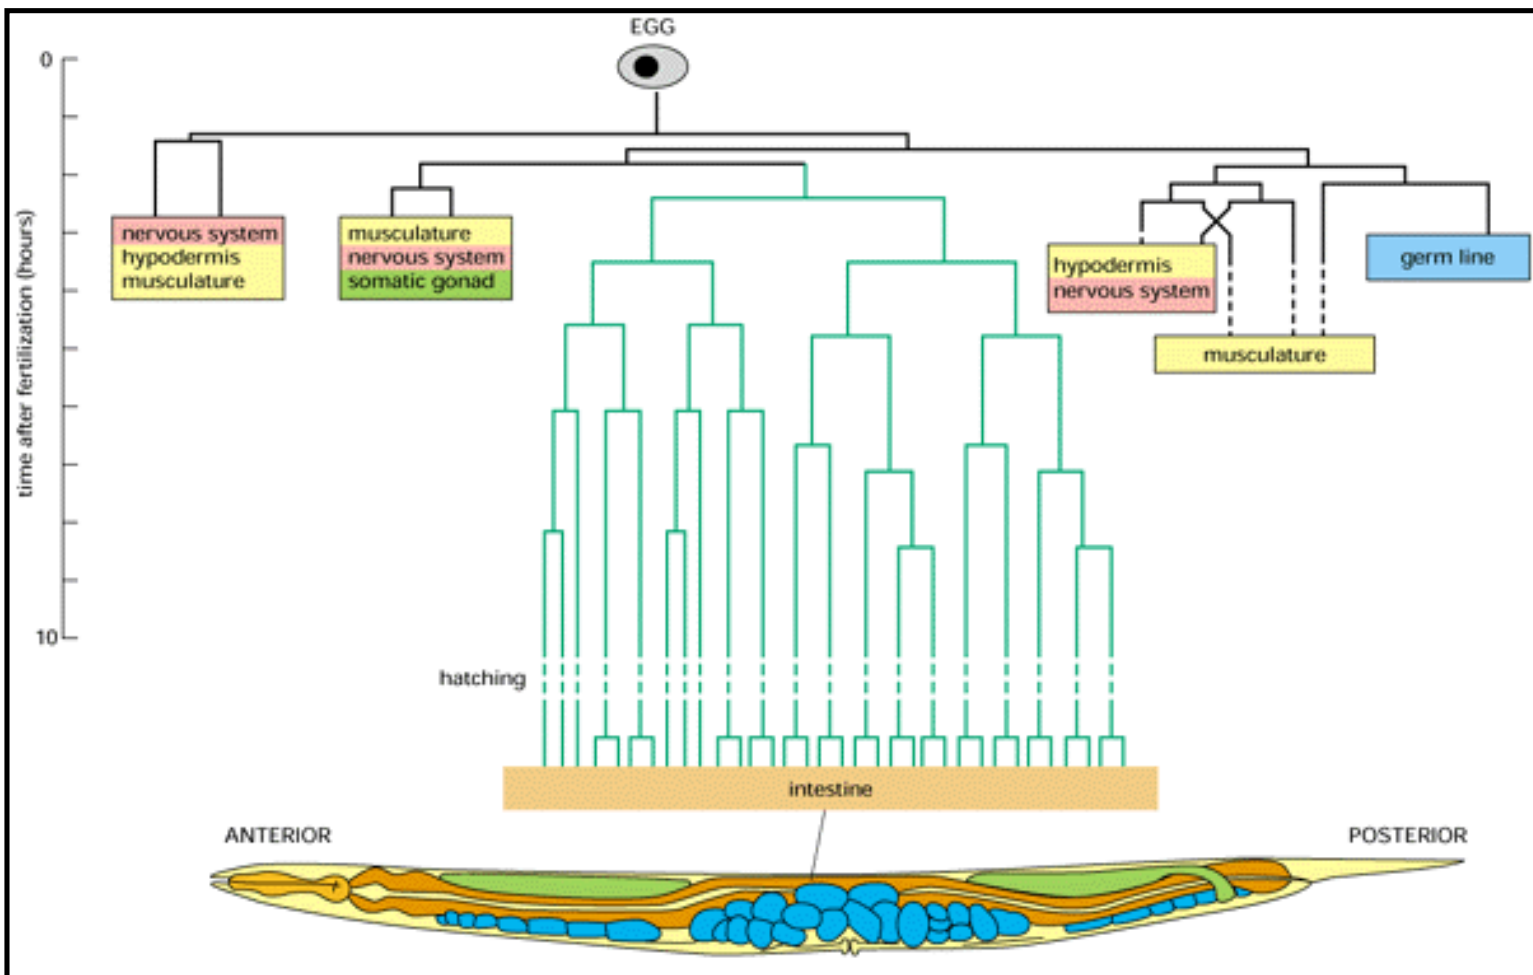 EGG
0
nervous system
hypodermis
musculature
musculature
nervous system
somatic gonad
hypodermis
nervous system
germ line
musculature
time after fertilization (hours)
10
hatching
intestine
ANTERIOR
POSTERIOR